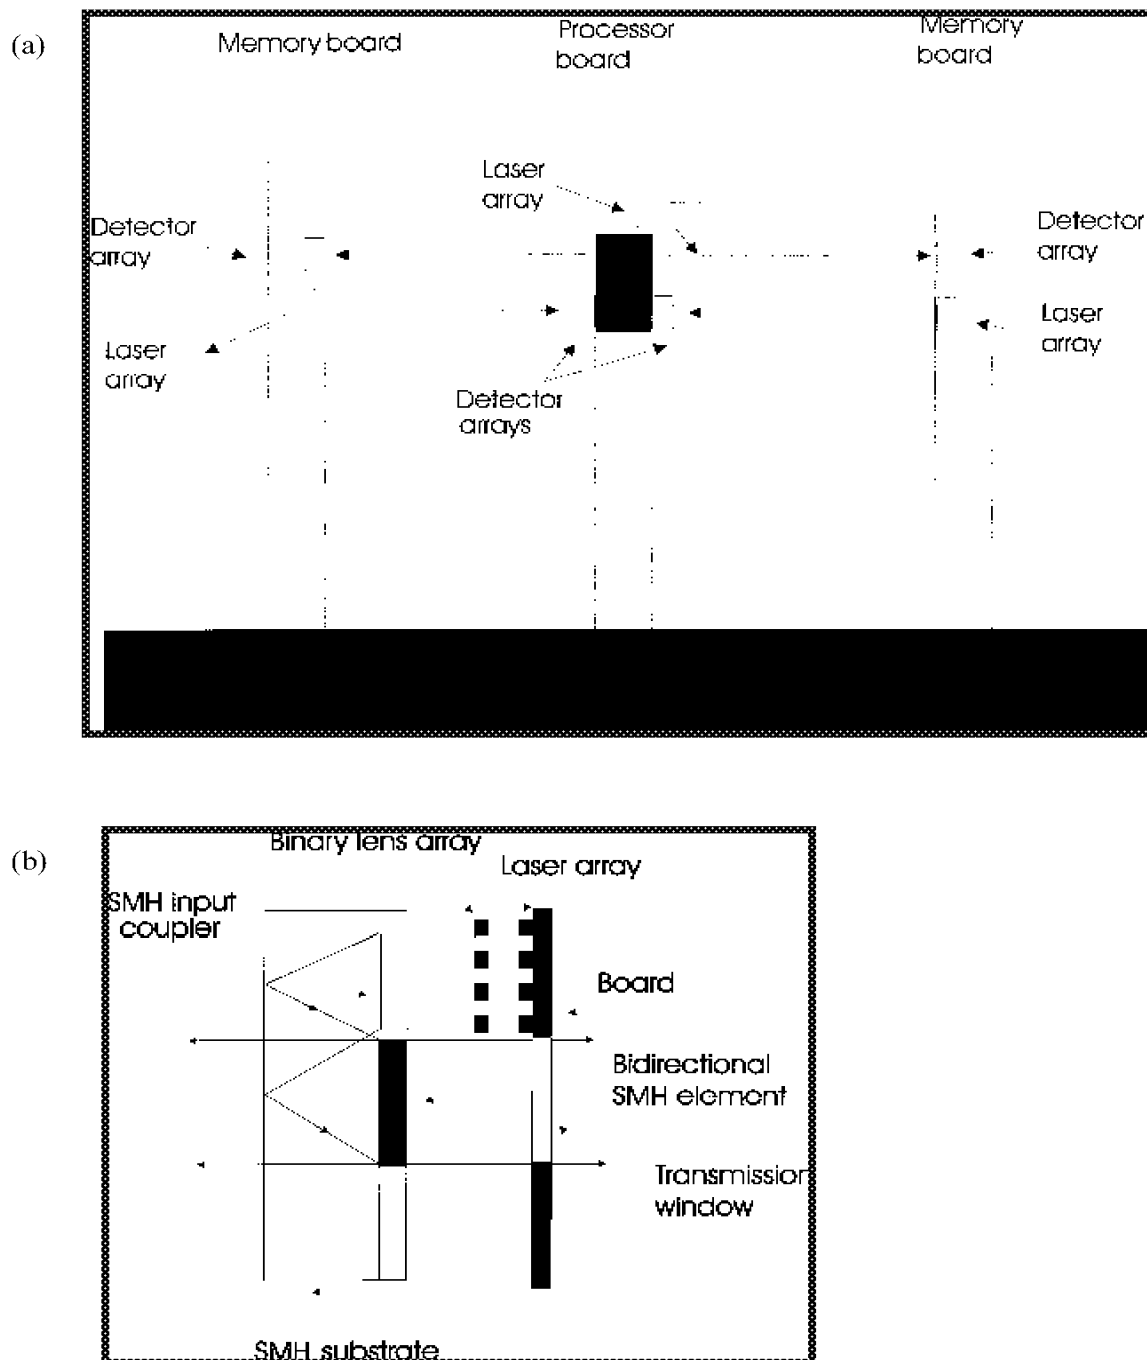 (a)
Memory board
Processor
board
Memory
board
Laser
array
Detector
array
Detector
array
Laser
array
Laser
array
Detector
arrays
(b)
Binary lens array
Laser array
SMH input
coupler
Board
Bidirectional
SMH element
Transmission
window
SMH substrate